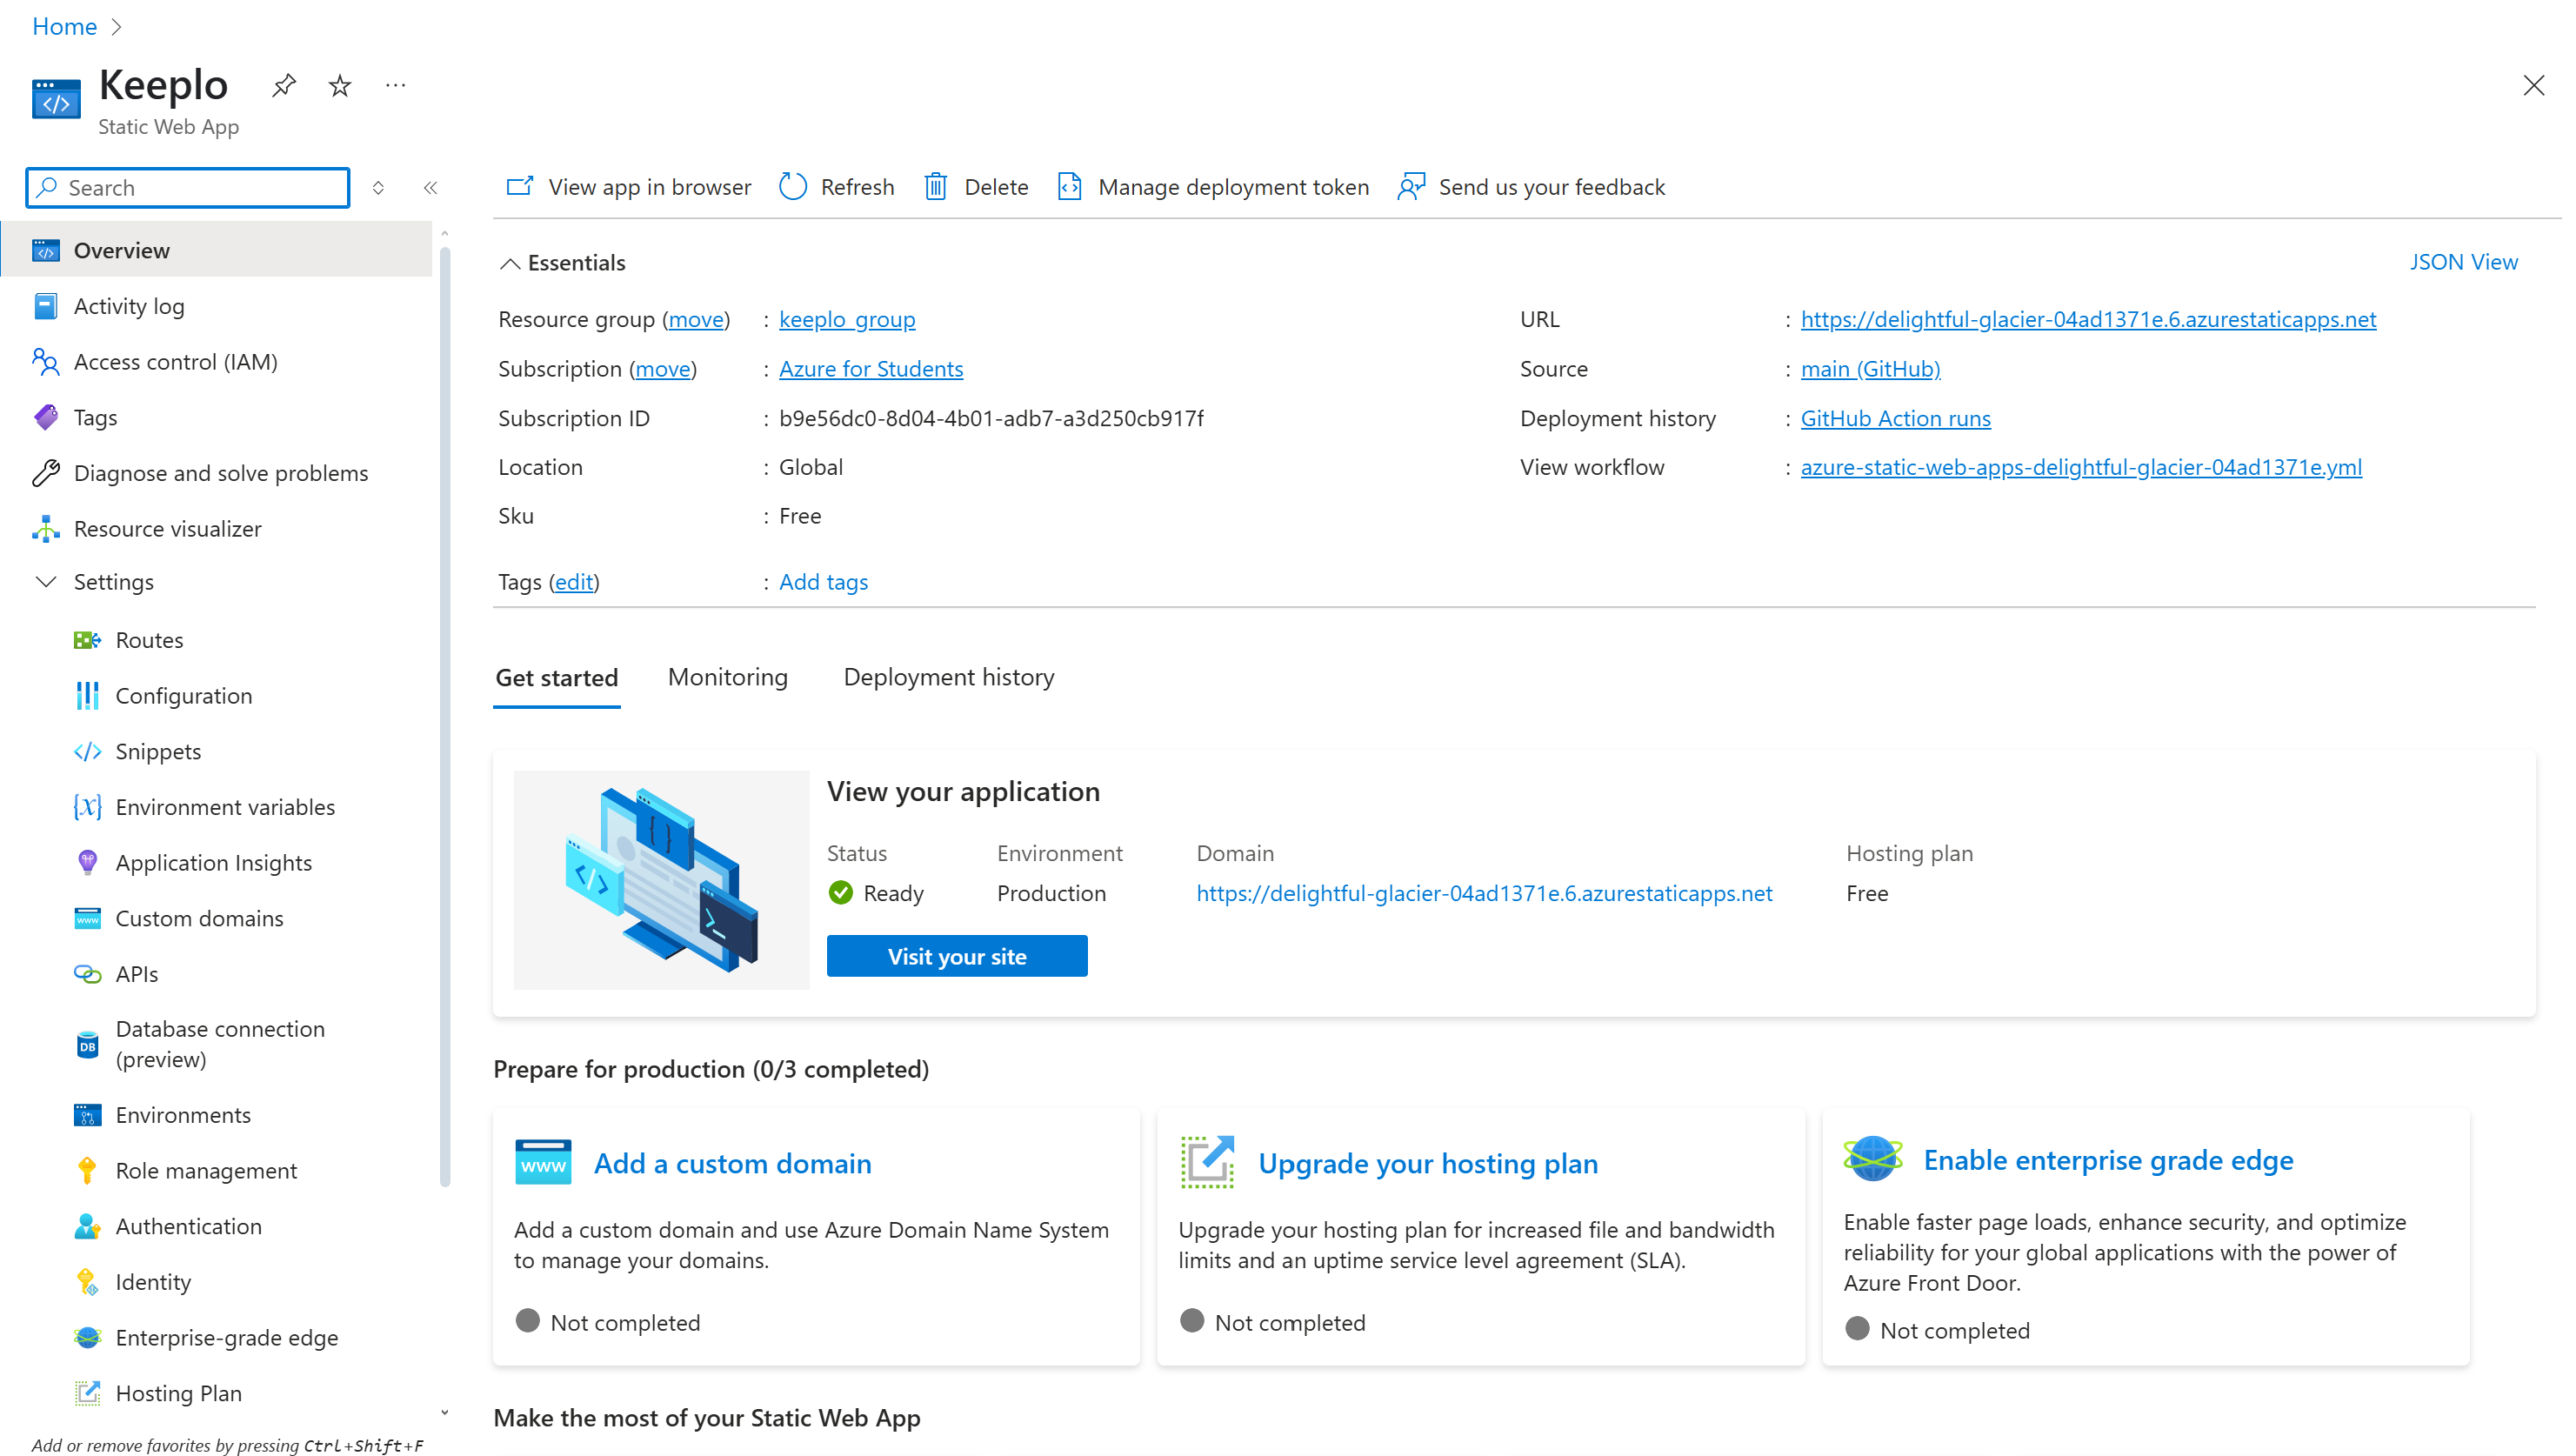 Home
Keeplo
Static Web App
Search
View app in browser
Refresh
Delete
Manage deployment token
Send us your feedback
Overview
Activity log
Access control (IAM)
Tags
Diagnose and solve problems
Resource visualizer
Settings
Routes
Configuration
Snippets
Environment variables
Application Insights
Custom domains
APIs
Database connection
(preview)
Environments
Role management
Authentication
Identity
Enterprise-grade edge
Hosting Plan
Add or remove favorites by pressing Ctrl+Shift+F
Essentials
JSON View
Resource group (move) : keeplo_group
Subscription (move) : Azure for Students
Subscription ID : b9e56dc0-8d04-4b01-adb7-a3d250cb917f
Location : Global
Sku : Free
Tags (edit) : Add tags
URL : https://delightful-glacier-04ad1371e.6.azurestaticapps.net
Source : main (GitHub)
Deployment history : GitHub Action runs
View workflow : azure-static-web-apps-delightful-glacier-04ad1371e.yml
Get started
Monitoring
Deployment history
View your application
Status
Environment
Domain
Hosting plan
Ready
Production
https://delightful-glacier-04ad1371e.6.azurestaticapps.net
Free
Visit your site
Prepare for production (0/3 completed)
www
Add a custom domain
Add a custom domain and use Azure Domain Name System
to manage your domains.
Not completed
Upgrade your hosting plan
Upgrade your hosting plan for increased file and bandwidth
limits and an uptime service level agreement (SLA).
Not completed
Enable enterprise grade edge
Enable faster page loads, enhance security, and optimize
reliability for your global applications with the power of
Azure Front Door.
Not completed
Make the most of your Static Web App